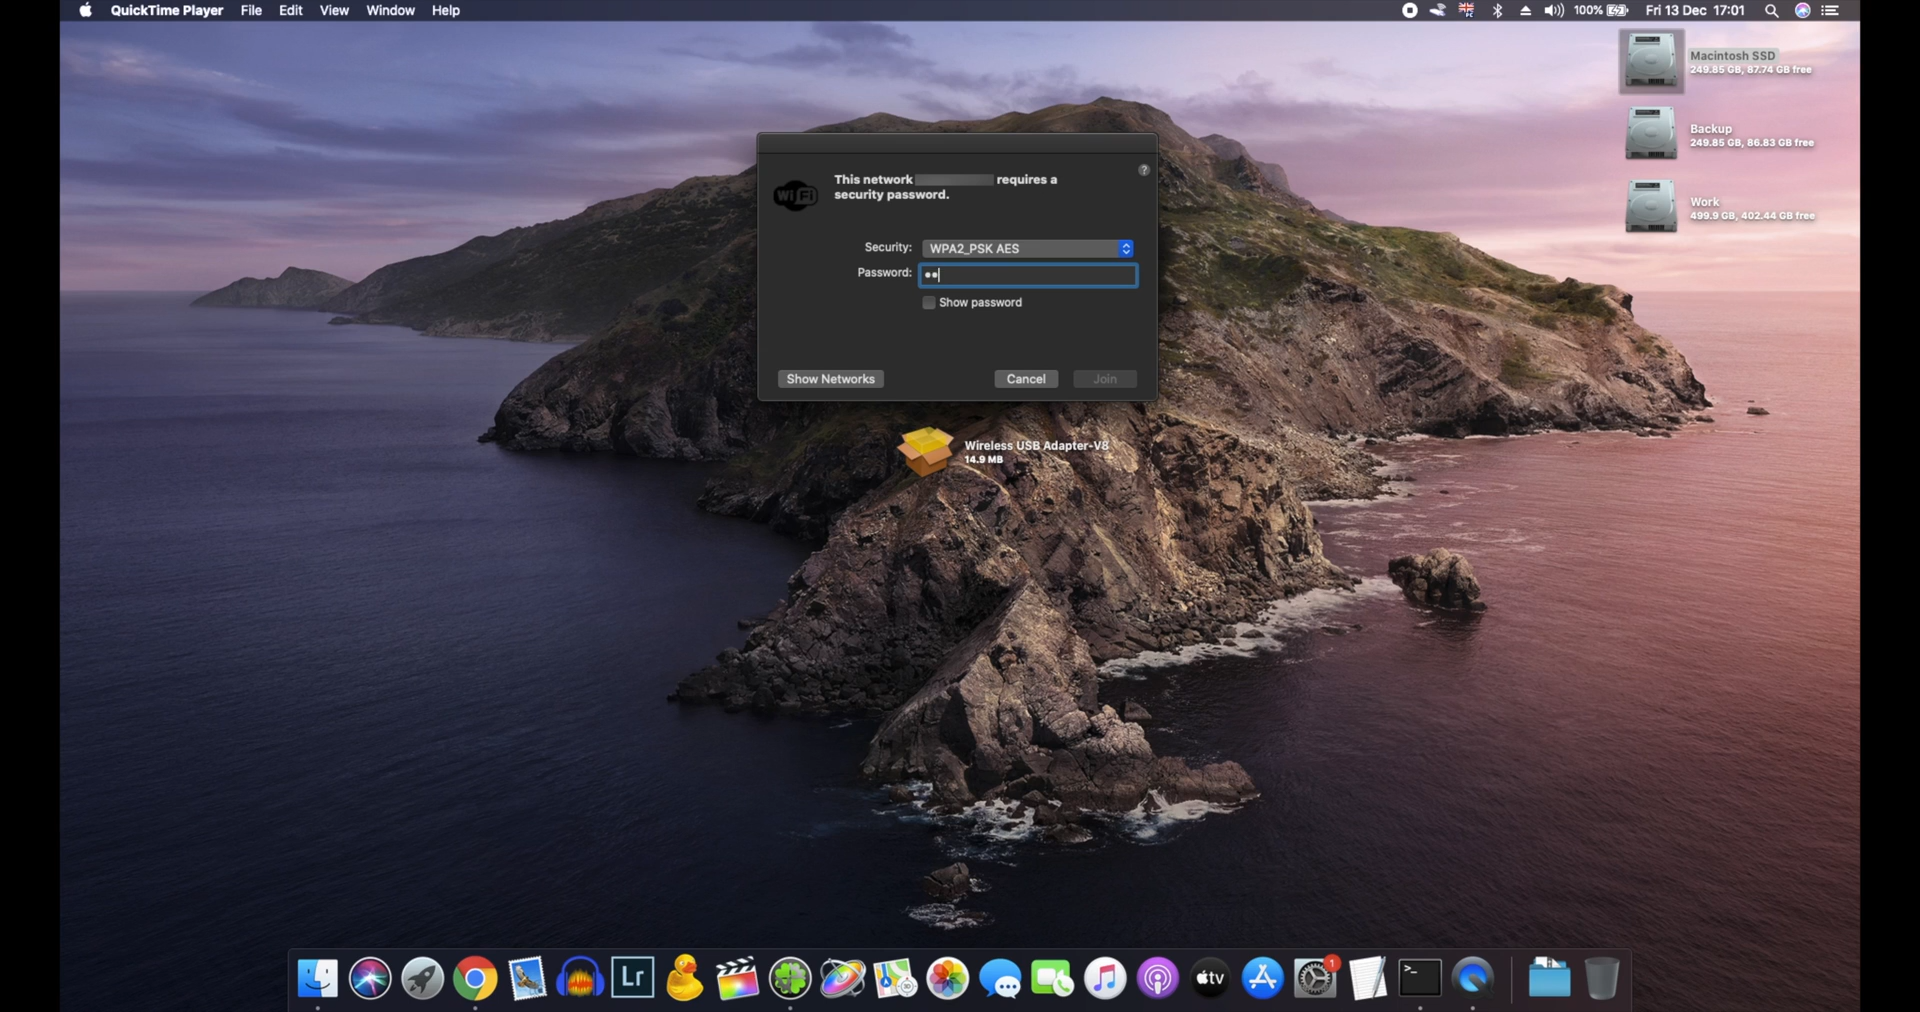 QuickTime Player File Edit View Window Help 100% Fri 13 Dec 17:01
Macintosh SSD
249.85 GB, 87.74 GB free
Backup
249.85 GB, 86.83 GB free
Work
499.9 GB, 402.44 GB free
?
WiFi
This network requires a
security password.
Security: WPA2_PSK AES
Password: ••
Show password
Show Networks Cancel Join
Wireless USB Adapter-V8
14.9 MB
Lr
3D
tv
1
>_